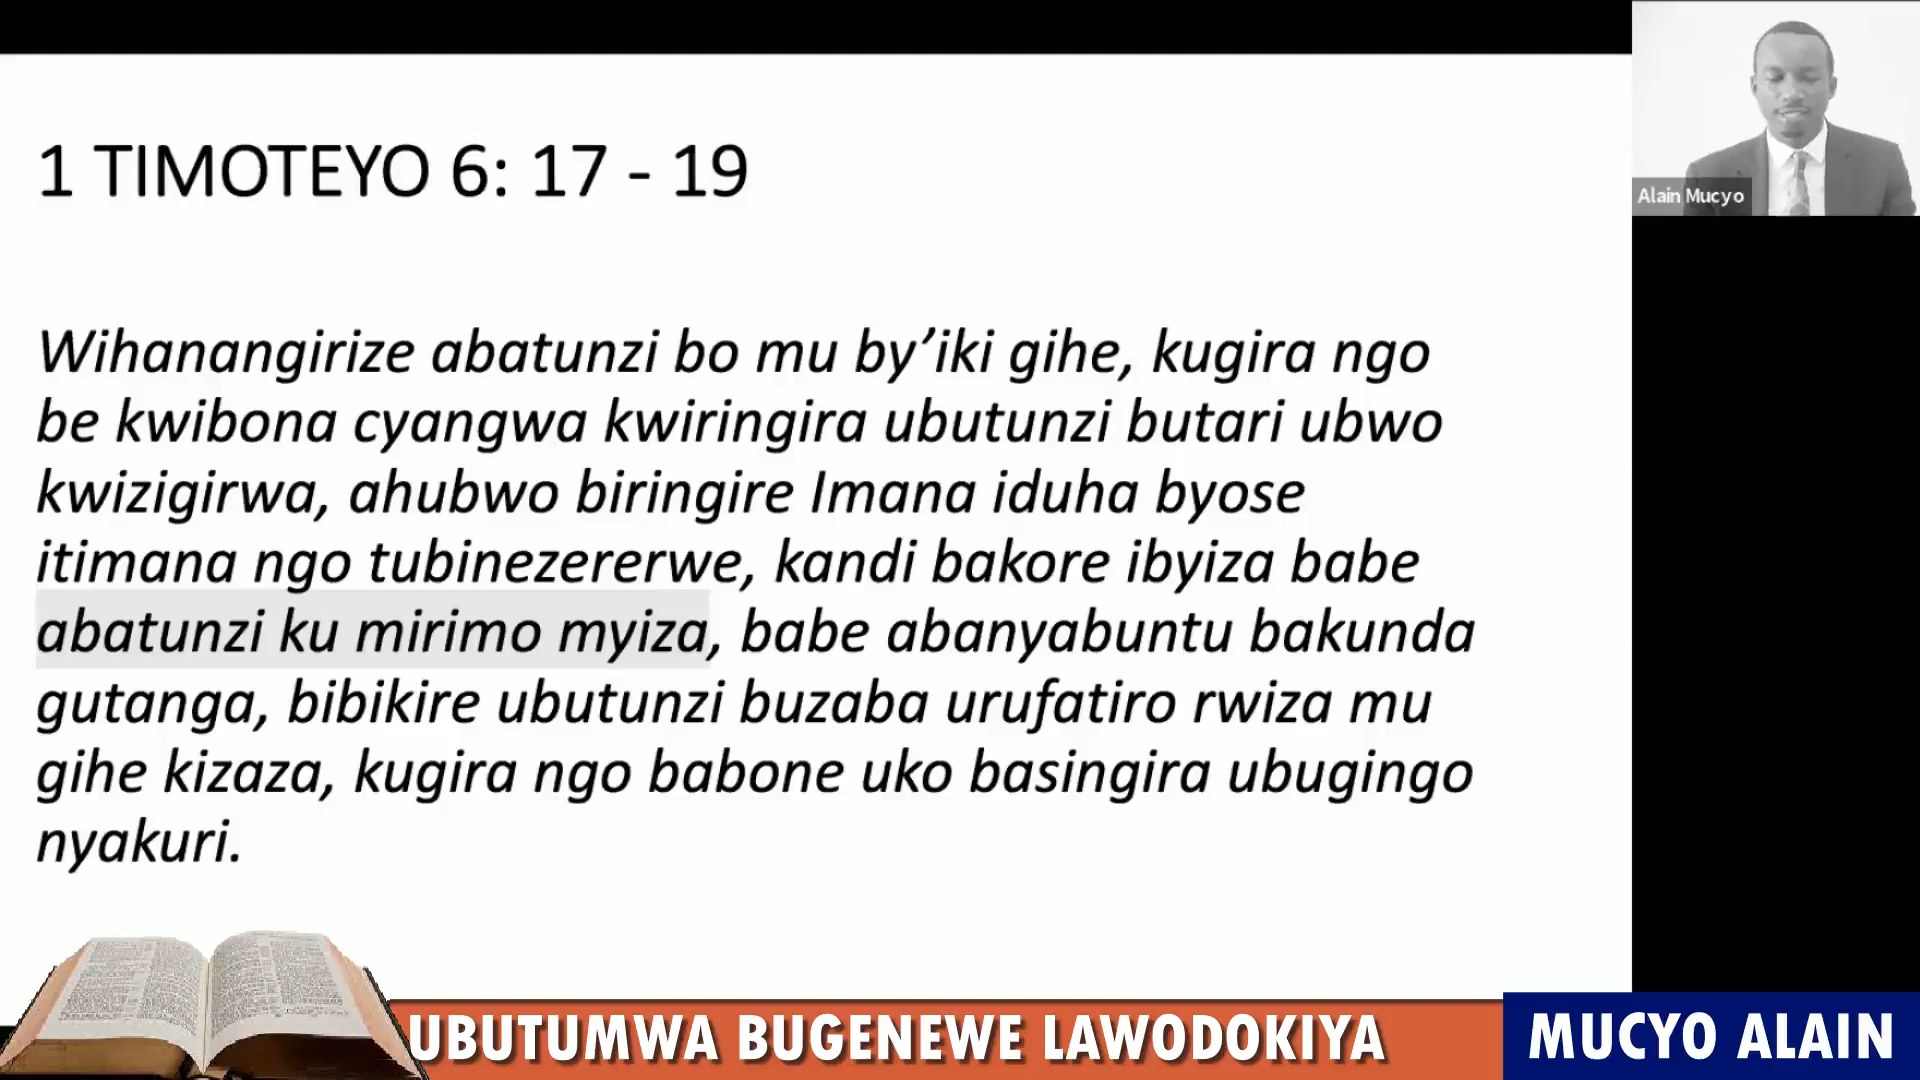 1 TIMOTEYO 6: 17 - 19
Wihanangirize abatunzi bo mu by’iki gihe, kugira ngo
be kwibona cyangwa kwiringira ubutunzi butari ubwo
kwizigirwa, ahubwo biringire Imana iduha byose
itimana ngo tubinezererwe, kandi bakore ibyiza babe
abatunzi ku mirimo myiza, babe abanyabuntu bakunda
gutanga, bibikire ubutunzi buzaba urufatiro rwiza mu
gihe kizaza, kugira ngo babone uko basingira ubugingo
nyakuri.
Alain Mucyo
UBUTUMWA BUGENEWE LAWODOKIYA
MUCYO ALAIN